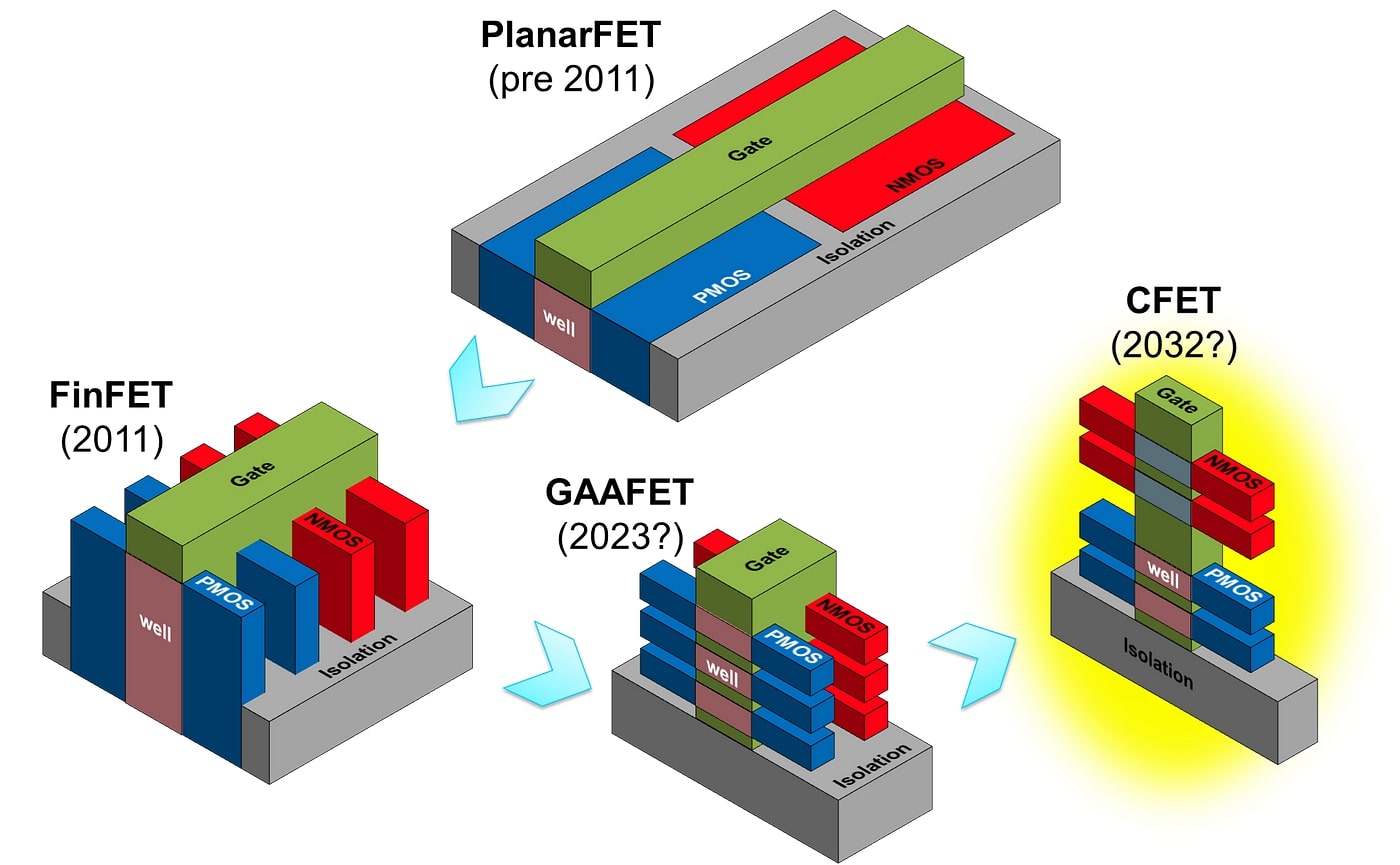 PlanarFET
(pre 2011)
Gate
NMOS
Isolation
PMOS
well
CFET
(2032?)
Gate
NMOS
well
PMOS
Isolation
FinFET
(2011)
Gate
NMOS
PMOS
well
Isolation
GAAFET
(2023?)
Gate
NMOS
PMOS
well
Isolation